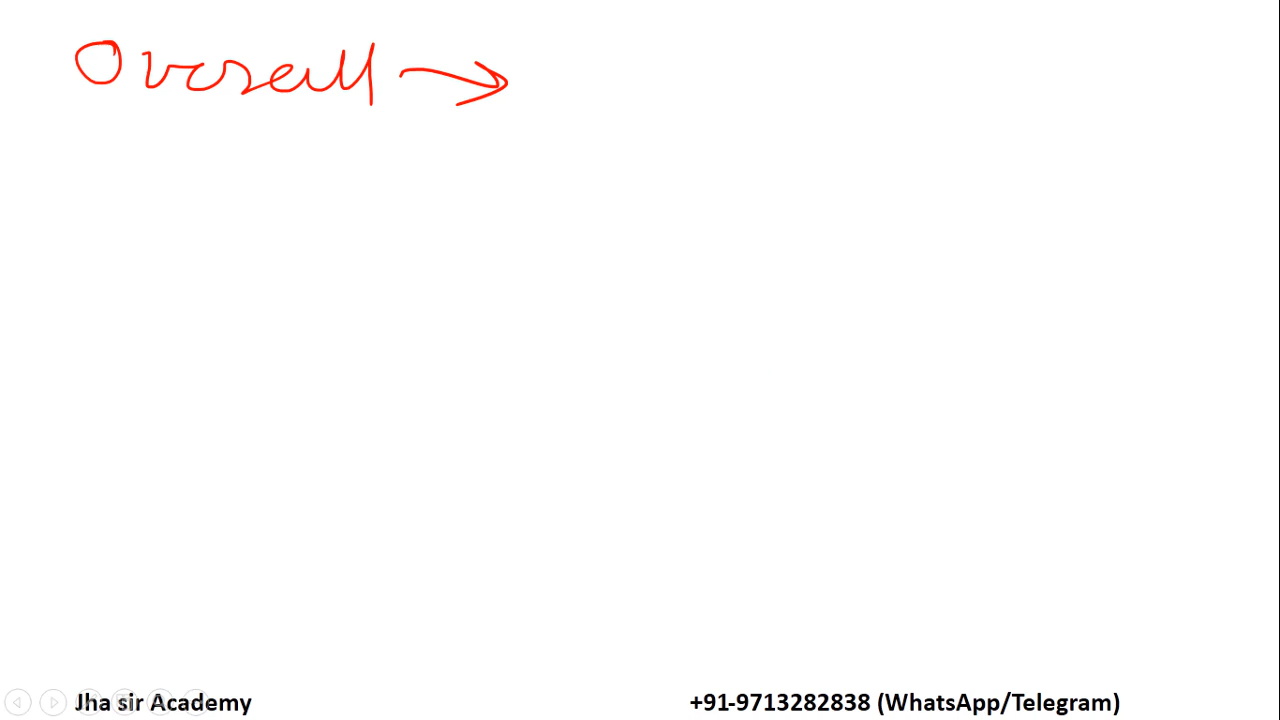 Overall →
Jha sir Academy
+91-9713282838 (WhatsApp/Telegram)